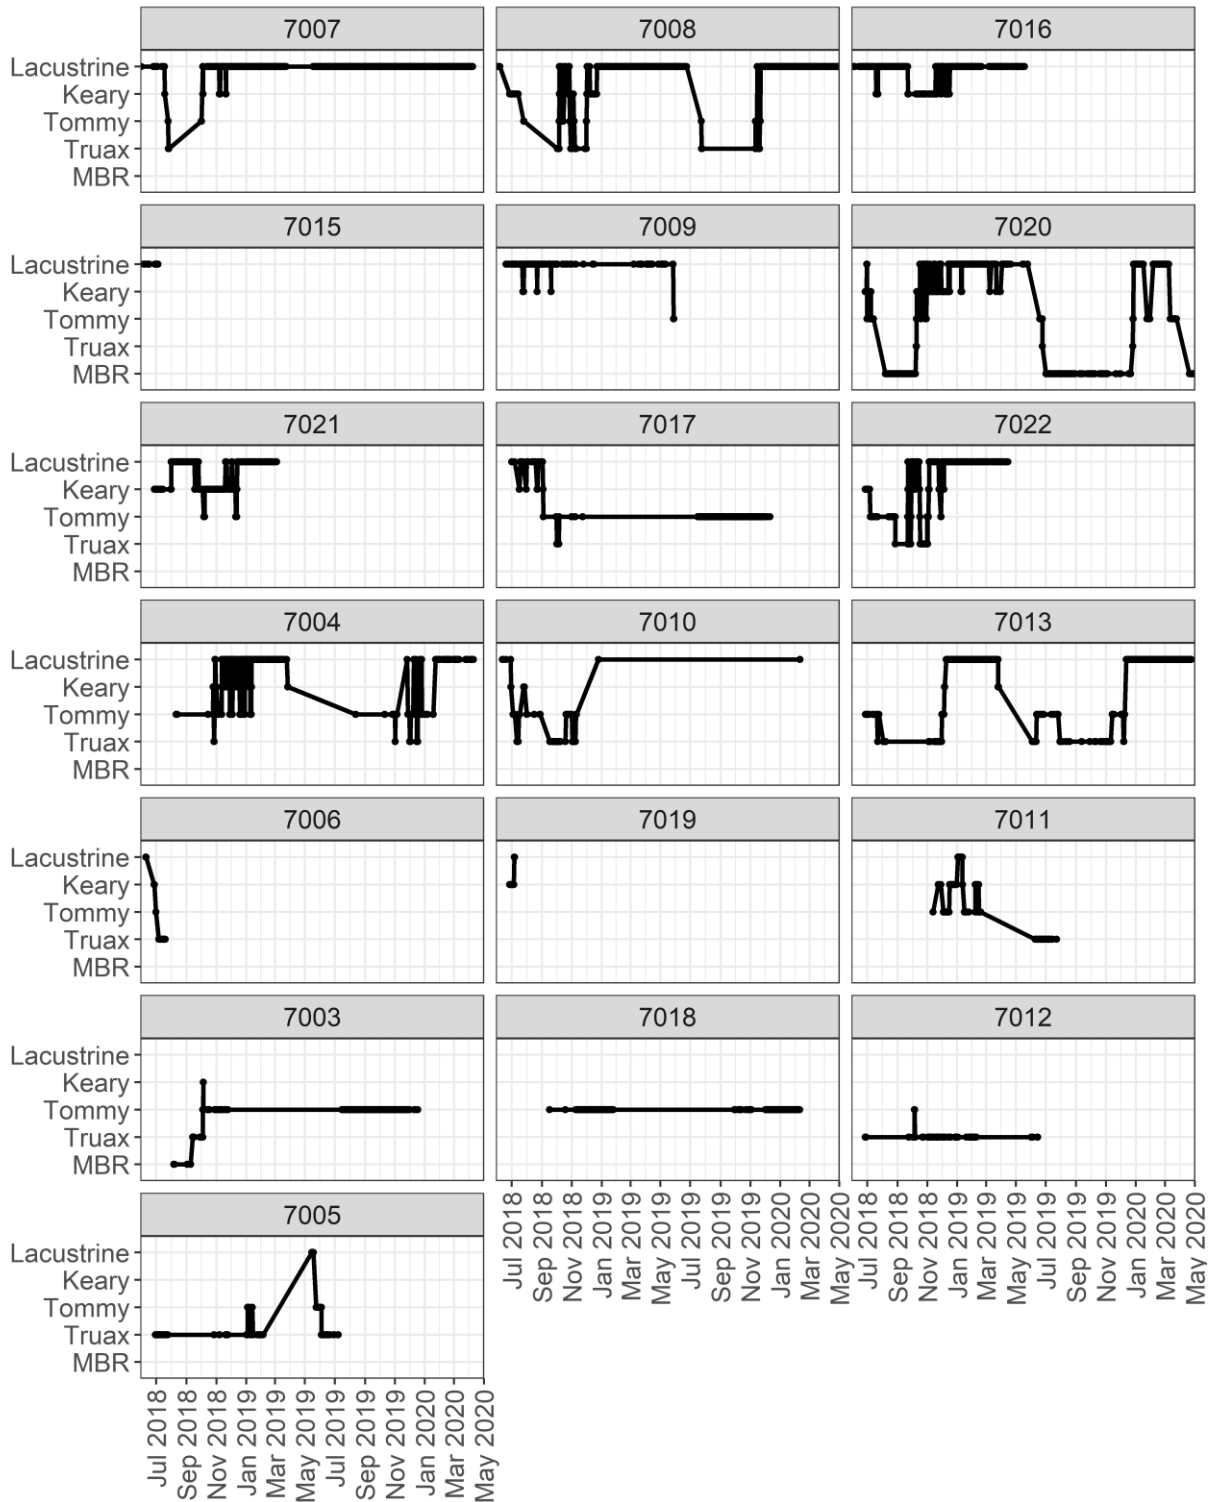 7007 7008 7016
Lacustrine
Keary
Tommy
Truax
MBR
7015 7009 7020
Lacustrine
Keary
Tommy
Truax
MBR
7021 7017 7022
Lacustrine
Keary
Tommy
Truax
MBR
7004 7010 7013
Lacustrine
Keary
Tommy
Truax
MBR
7006 7019 7011
Lacustrine
Keary
Tommy
Truax
MBR
7003 7018 7012
Lacustrine
Keary
Tommy
Truax
MBR
Jul 2018 Sep 2018 Nov 2018 Jan 2019 Mar 2019 May 2019 Jul 2019 Sep 2019 Nov 2019 Jan 2020 Mar 2020 May 2020
Jul 2018 Sep 2018 Nov 2018 Jan 2019 Mar 2019 May 2019 Jul 2019 Sep 2019 Nov 2019 Jan 2020 Mar 2020 May 2020
7005
Lacustrine
Keary
Tommy
Truax
MBR
Jul 2018 Sep 2018 Nov 2018 Jan 2019 Mar 2019 May 2019 Jul 2019 Sep 2019 Nov 2019 Jan 2020 Mar 2020 May 2020